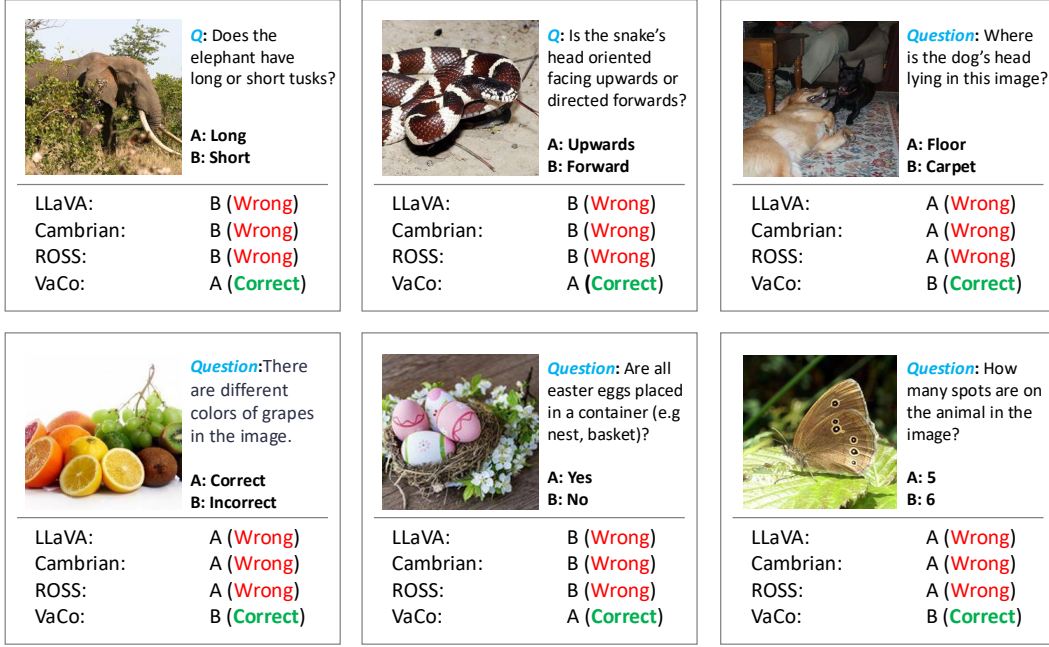 Q: Does the
elephant have
long or short tusks?
A: Long
B: Short
LLaVA: B (Wrong)
Cambrian: B (Wrong)
ROSS: B (Wrong)
VaCo: A (Correct)
Q: Is the snake's
head oriented
facing upwards or
directed forwards?
A: Upwards
B: Forward
LLaVA: B (Wrong)
Cambrian: B (Wrong)
ROSS: B (Wrong)
VaCo: A (Correct)
Question: Where
is the dog's head
lying in this image?
A: Floor
B: Carpet
LLaVA: A (Wrong)
Cambrian: A (Wrong)
ROSS: A (Wrong)
VaCo: B (Correct)
Question:There
are different
colors of grapes
in the image.
A: Correct
B: Incorrect
LLaVA: A (Wrong)
Cambrian: A (Wrong)
ROSS: A (Wrong)
VaCo: B (Correct)
Question: Are all
easter eggs placed
in a container (e.g
nest, basket)?
A: Yes
B: No
LLaVA: B (Wrong)
Cambrian: B (Wrong)
ROSS: B (Wrong)
VaCo: A (Correct)
Question: How
many spots are on
the animal in the
image?
A: 5
B: 6
LLaVA: A (Wrong)
Cambrian: A (Wrong)
ROSS: A (Wrong)
VaCo: B (Correct)